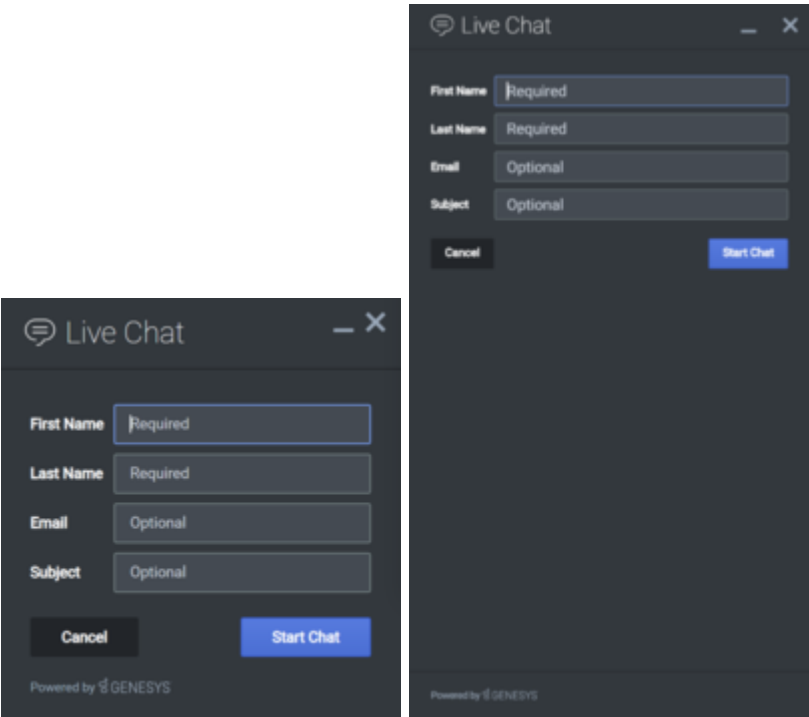 Live Chat
First Name Required
Last Name Required
Email Optional
Subject Optional
Cancel Start Chat
Powered by GENESYS
Live Chat
First Name Required
Last Name Required
Email Optional
Subject Optional
Cancel Start Chat
Powered by GENESYS